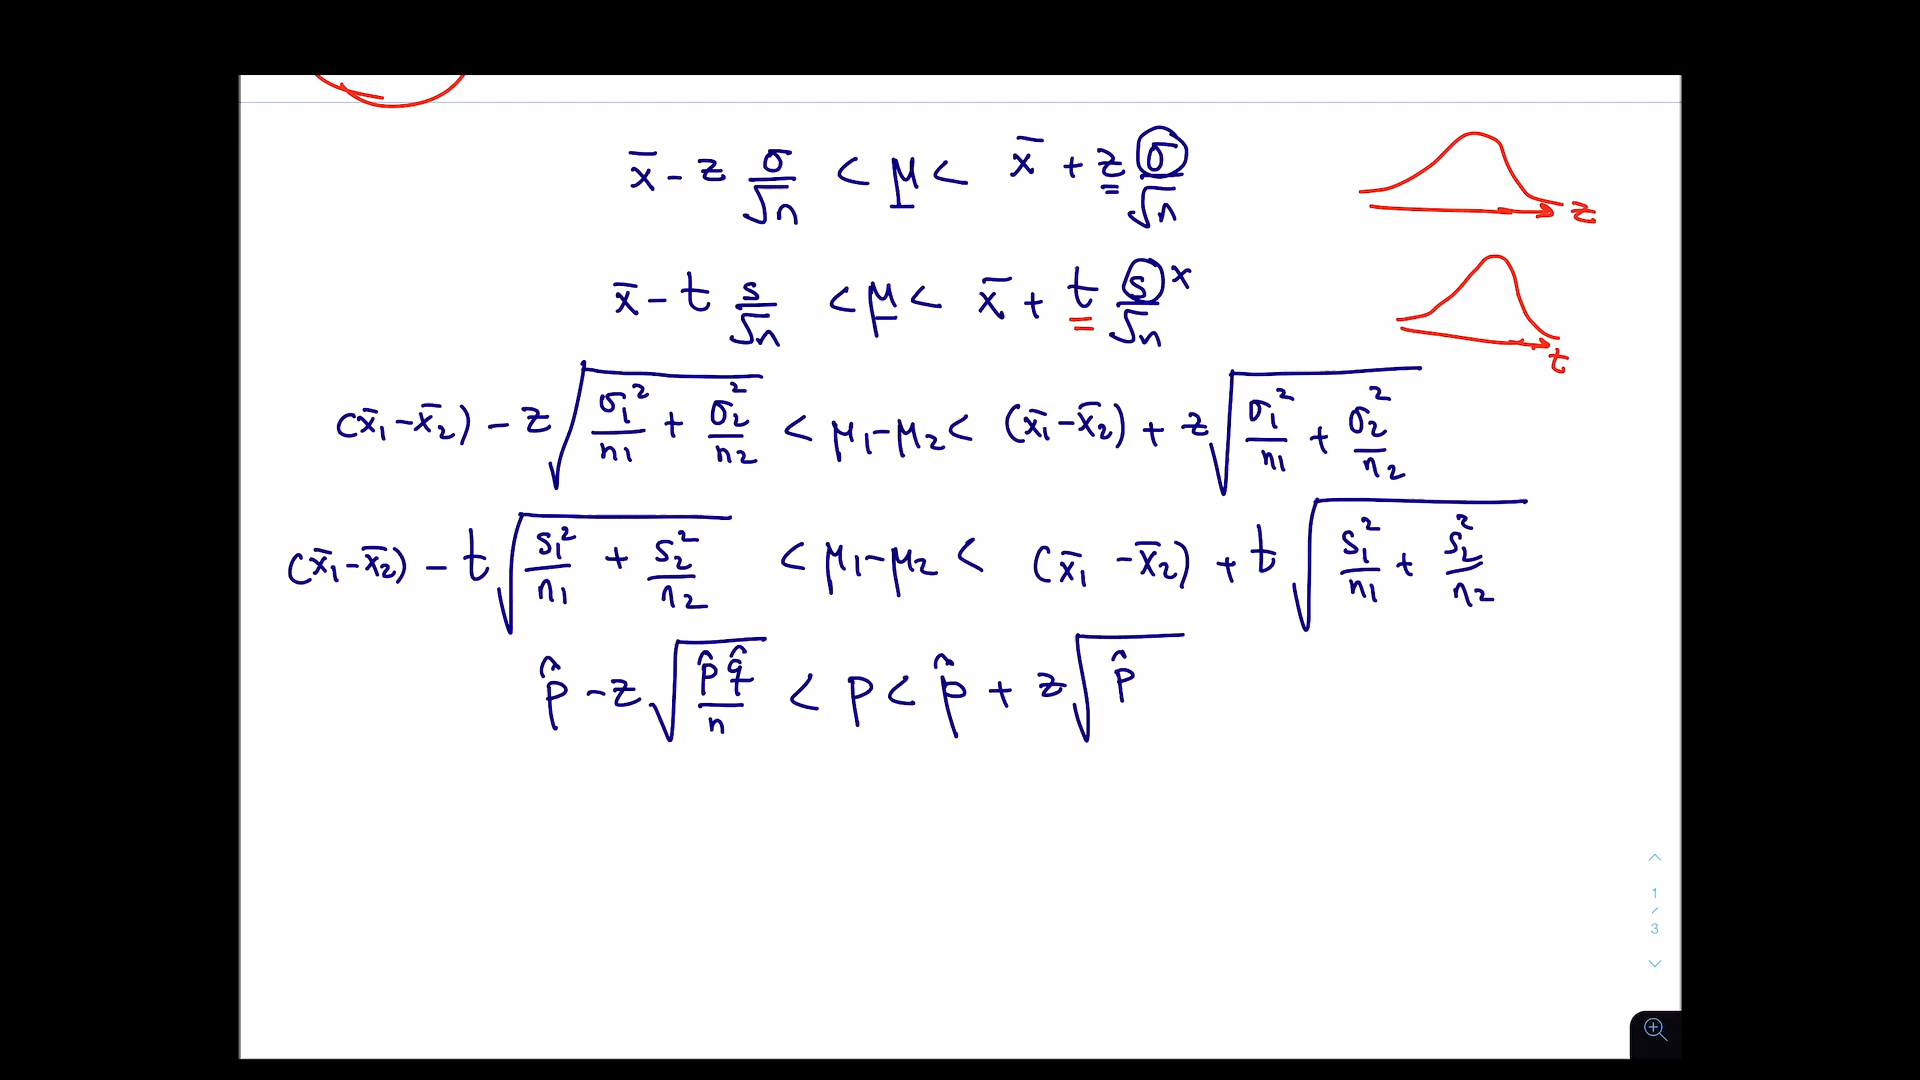 x̄ - z σ/√n < μ < x̄ + z σ/√n
z
x̄ - t s/√n < μ < x̄ + t s/√n x
t
(x̄₁-x̄₂) - z √(σ₁²/n₁ + σ₂²/n₂) < μ₁-μ₂ < (x̄₁-x̄₂) + z √(σ₁²/n₁ + σ₂²/n₂)
(x̄₁-x̄₂) - t √(s₁²/n₁ + s₂²/n₂) < μ₁-μ₂ < (x̄₁-x̄₂) + t √(s₁²/n₁ + s₂²/n₂)
p̂ - z √(p̂q̂/n) < p < p̂ + z √p̂
1
/
3